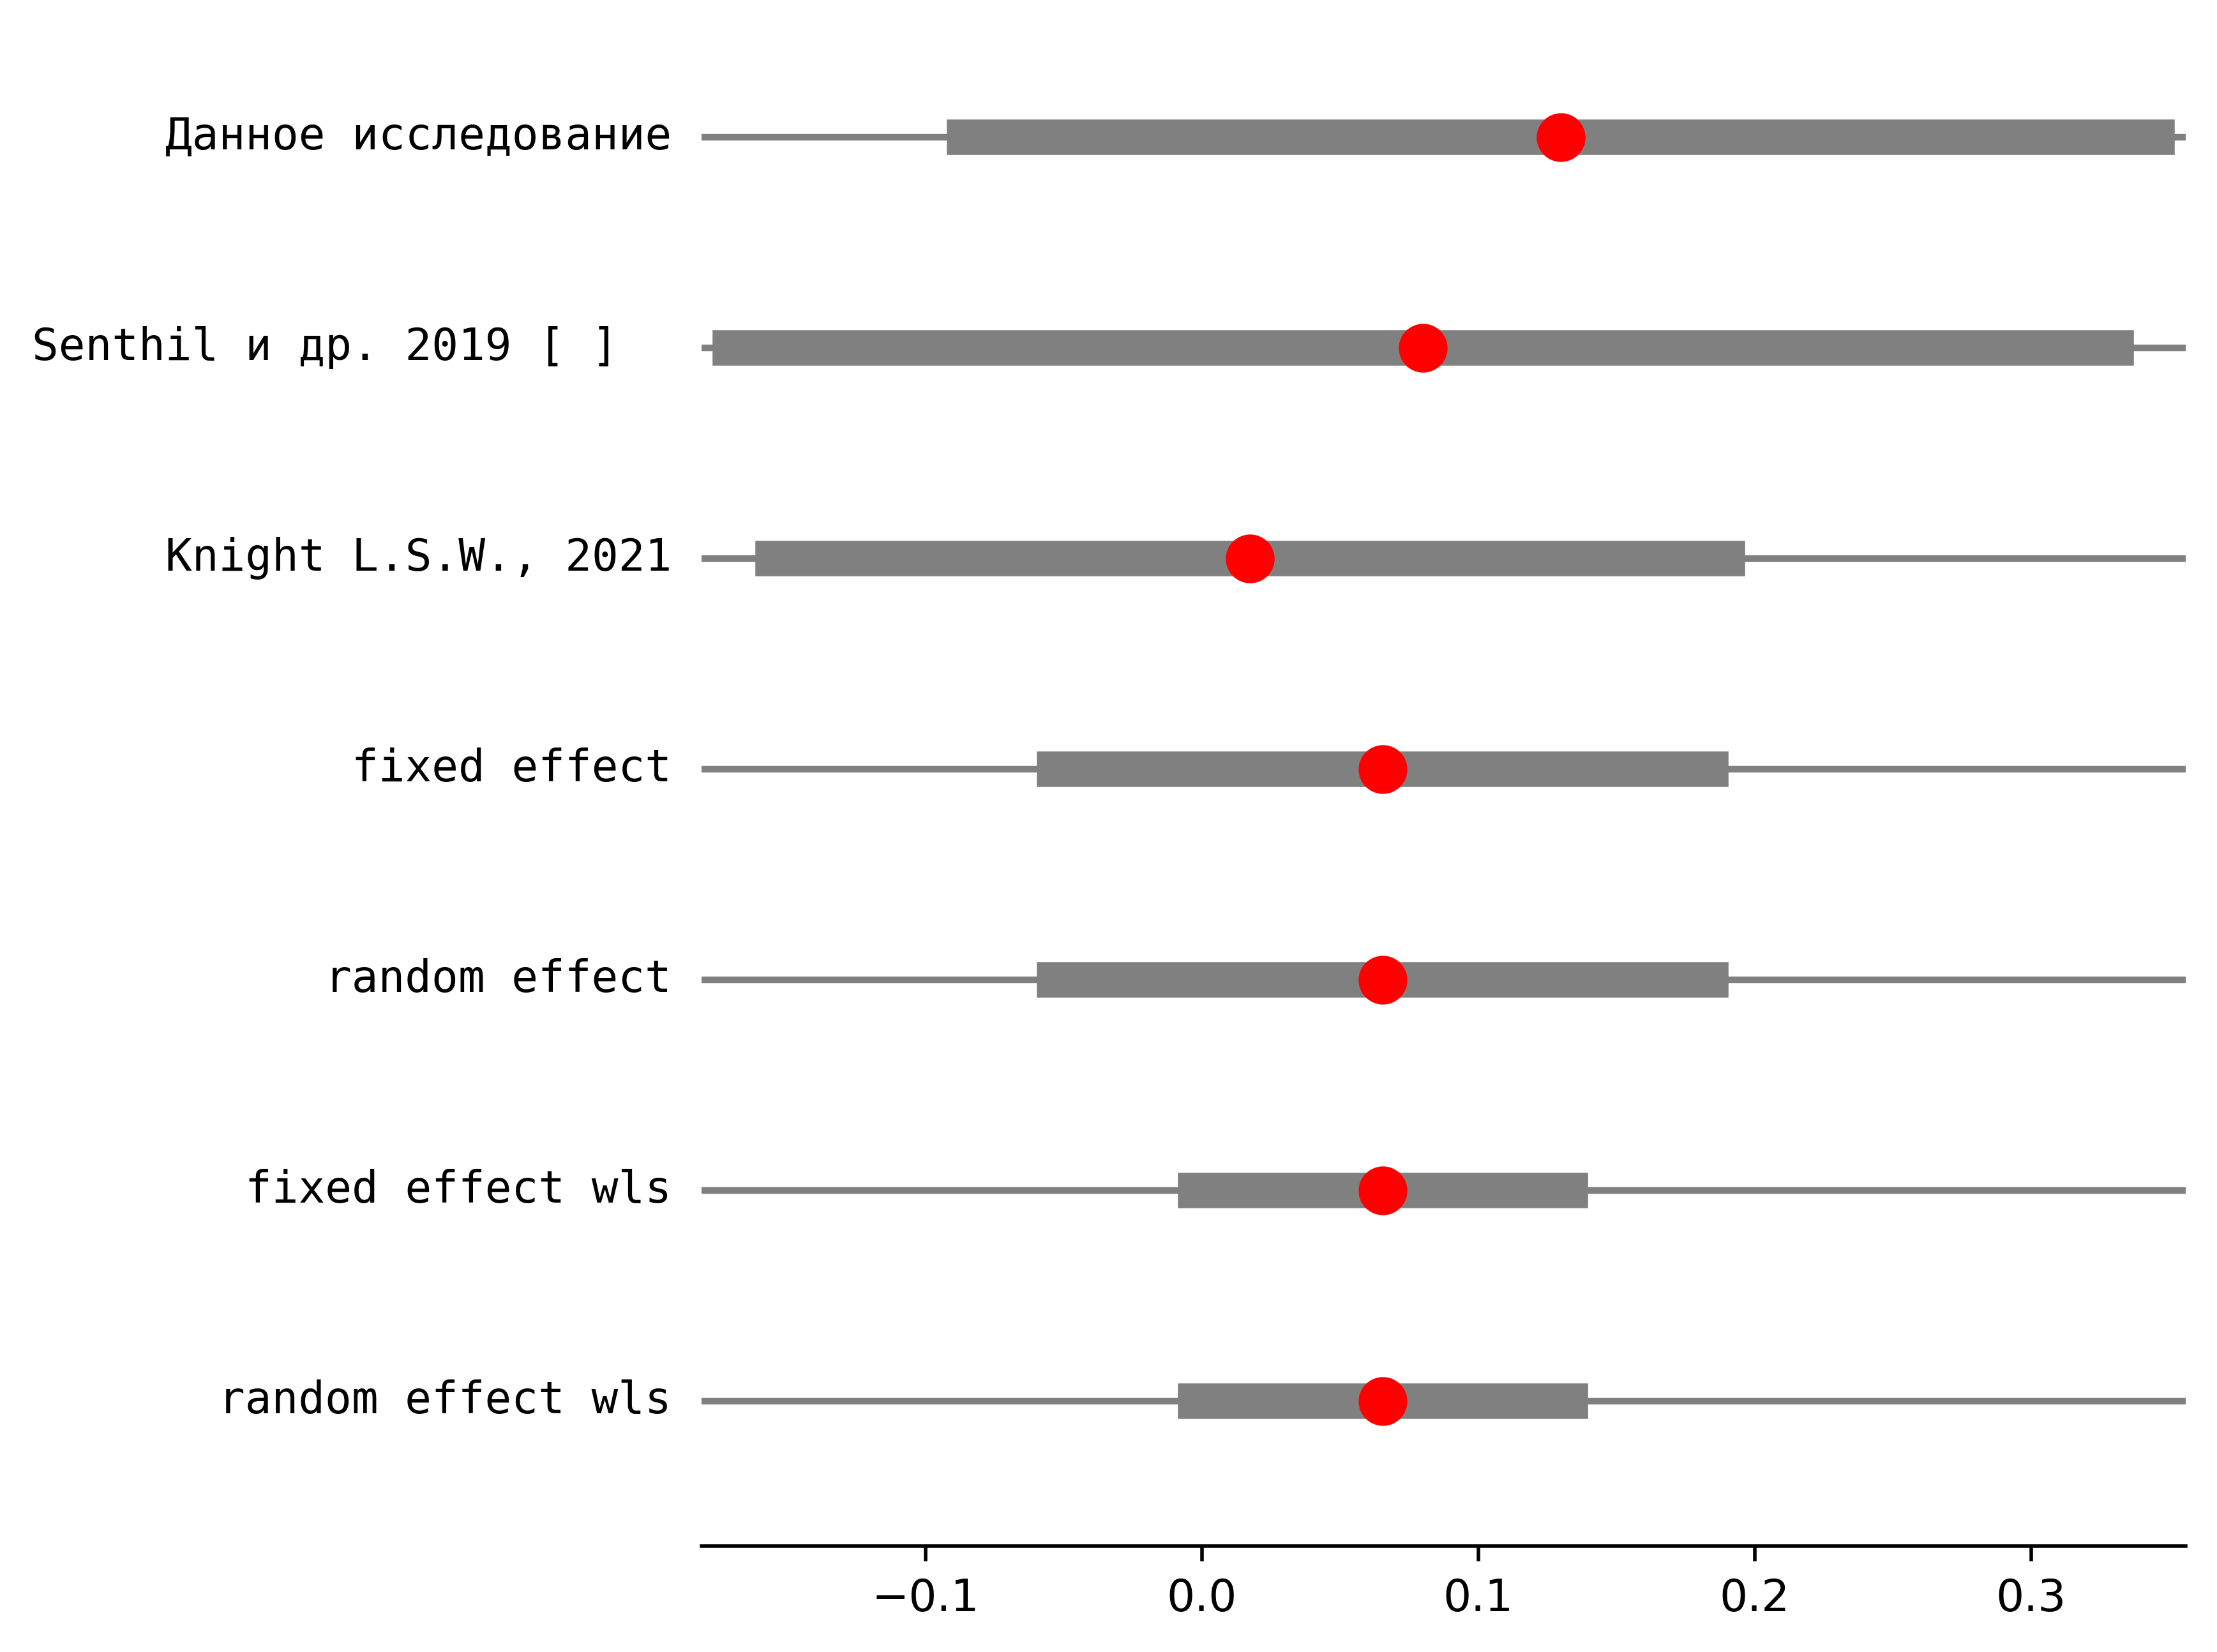 Данное исследование
Senthil и др. 2019 [ ]
Knight L.S.W., 2021
fixed effect
random effect
fixed effect wls
random effect wls
−0.1 0.0 0.1 0.2 0.3